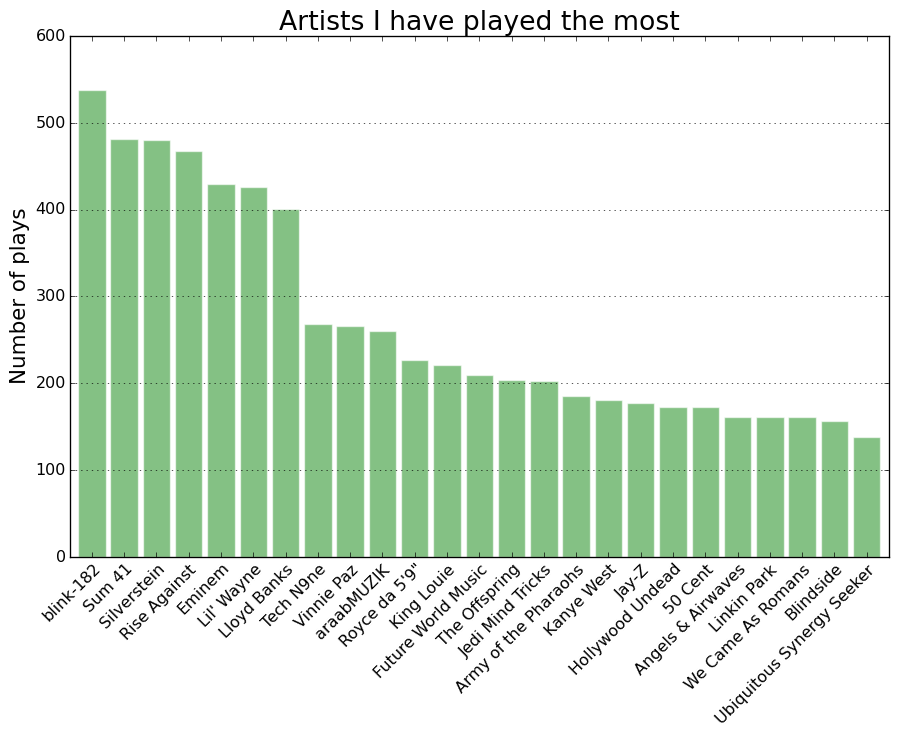 Artists I have played the most
600
500
400
300
200
100
0
Number of plays
blink-182
Sum 41
Silverstein
Rise Against
Eminem
Lil' Wayne
Lloyd Banks
Tech N9ne
Vinnie Paz
araabMUZIK
Royce da 5'9"
King Louie
Future World Music
The Offspring
Jedi Mind Tricks
Army of the Pharaohs
Kanye West
Jay-Z
Hollywood Undead
50 Cent
Angels & Airwaves
Linkin Park
We Came As Romans
Blindside
Ubiquitous Synergy Seeker